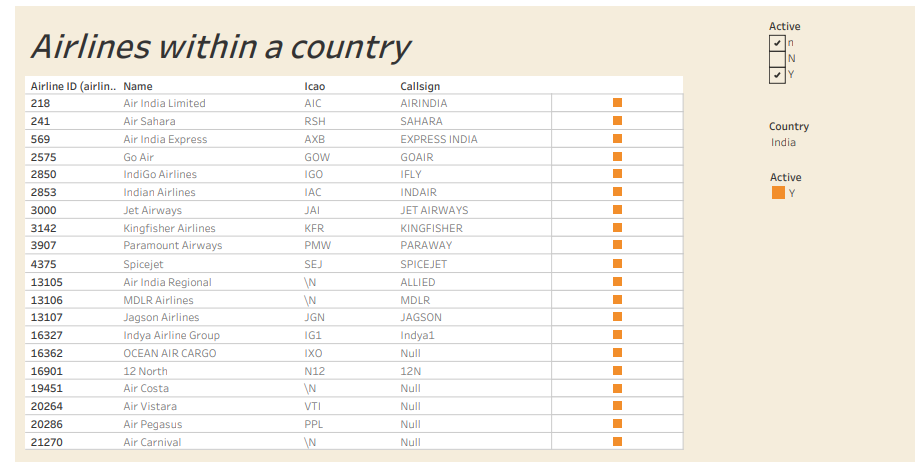 Airlines within a country
Airline ID (airlin.. Name Icao Callsign
218 Air India Limited AIC AIRINDIA
241 Air Sahara RSH SAHARA
569 Air India Express AXB EXPRESS INDIA
2575 Go Air GOW GOAIR
2850 IndiGo Airlines IGO IFLY
2853 Indian Airlines IAC INDAIR
3000 Jet Airways JAI JET AIRWAYS
3142 Kingfisher Airlines KFR KINGFISHER
3907 Paramount Airways PMW PARAWAY
4375 Spicejet SEJ SPICEJET
13105 Air India Regional \N ALLIED
13106 MDLR Airlines \N MDLR
13107 Jagson Airlines JGN JAGSON
16327 Indya Airline Group IG1 Indya1
16362 OCEAN AIR CARGO IXO Null
16901 12 North N12 12N
19451 Air Costa \N Null
20264 Air Vistara VTI Null
20286 Air Pegasus PPL Null
21270 Air Carnival \N Null
Active
n
N
Y
Country
India
Active
Y